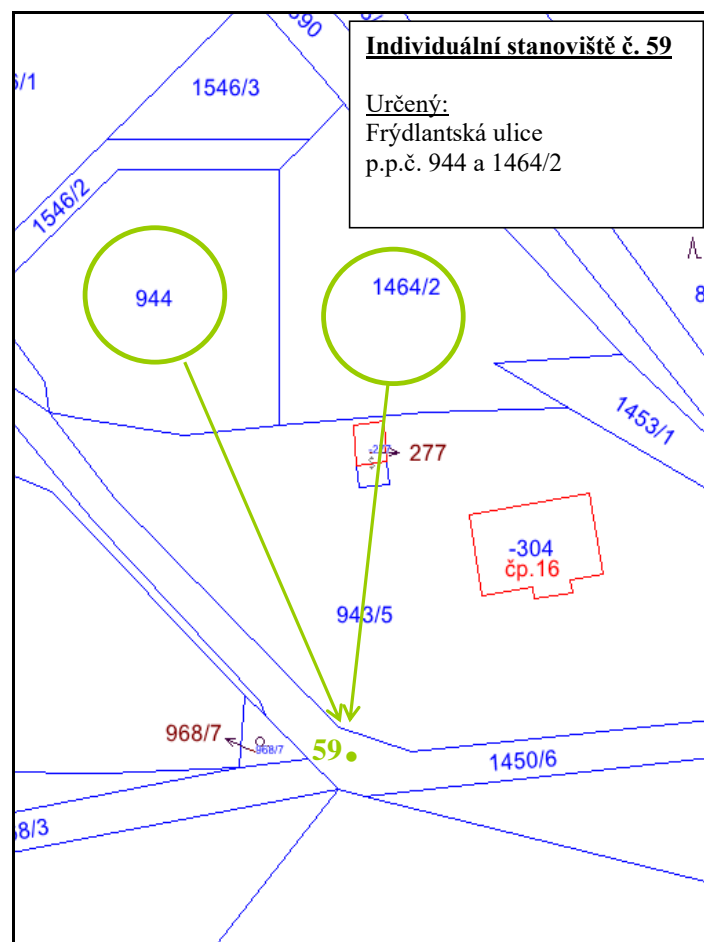 Individuální stanoviště č. 59
Určený:
Frýdlantská ulice
p.p.č. 944 a 1464/2
1546/3
1546/2
944
1464/2
1453/1
277
-304
čp.16
943/5
968/7
968/7
59.
1450/6